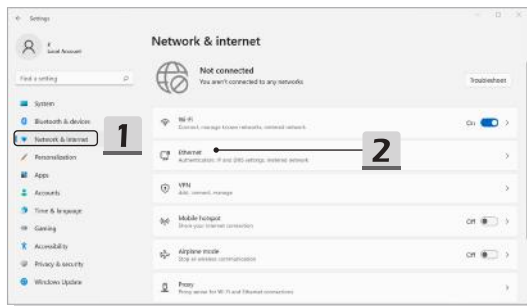 Settings
Local Account
Find a setting
System
Bluetooth & devices
Network & internet
Personalization
Apps
Accounts
Time & language
Gaming
Accessibility
Privacy & security
Windows Update
1
Network & internet
Not connected
You aren't connected to any networks
Troubleshoot
Wi-Fi
Connect, manage known networks, metered network
On
Ethernet
Authentication, IP and DNS settings, metered network
2
VPN
Add, connect, manage
Mobile hotspot
Share your internet connection
Off
Airplane mode
Stop all wireless communication
Off
Proxy
Proxy server for Wi-Fi and Ethernet connections